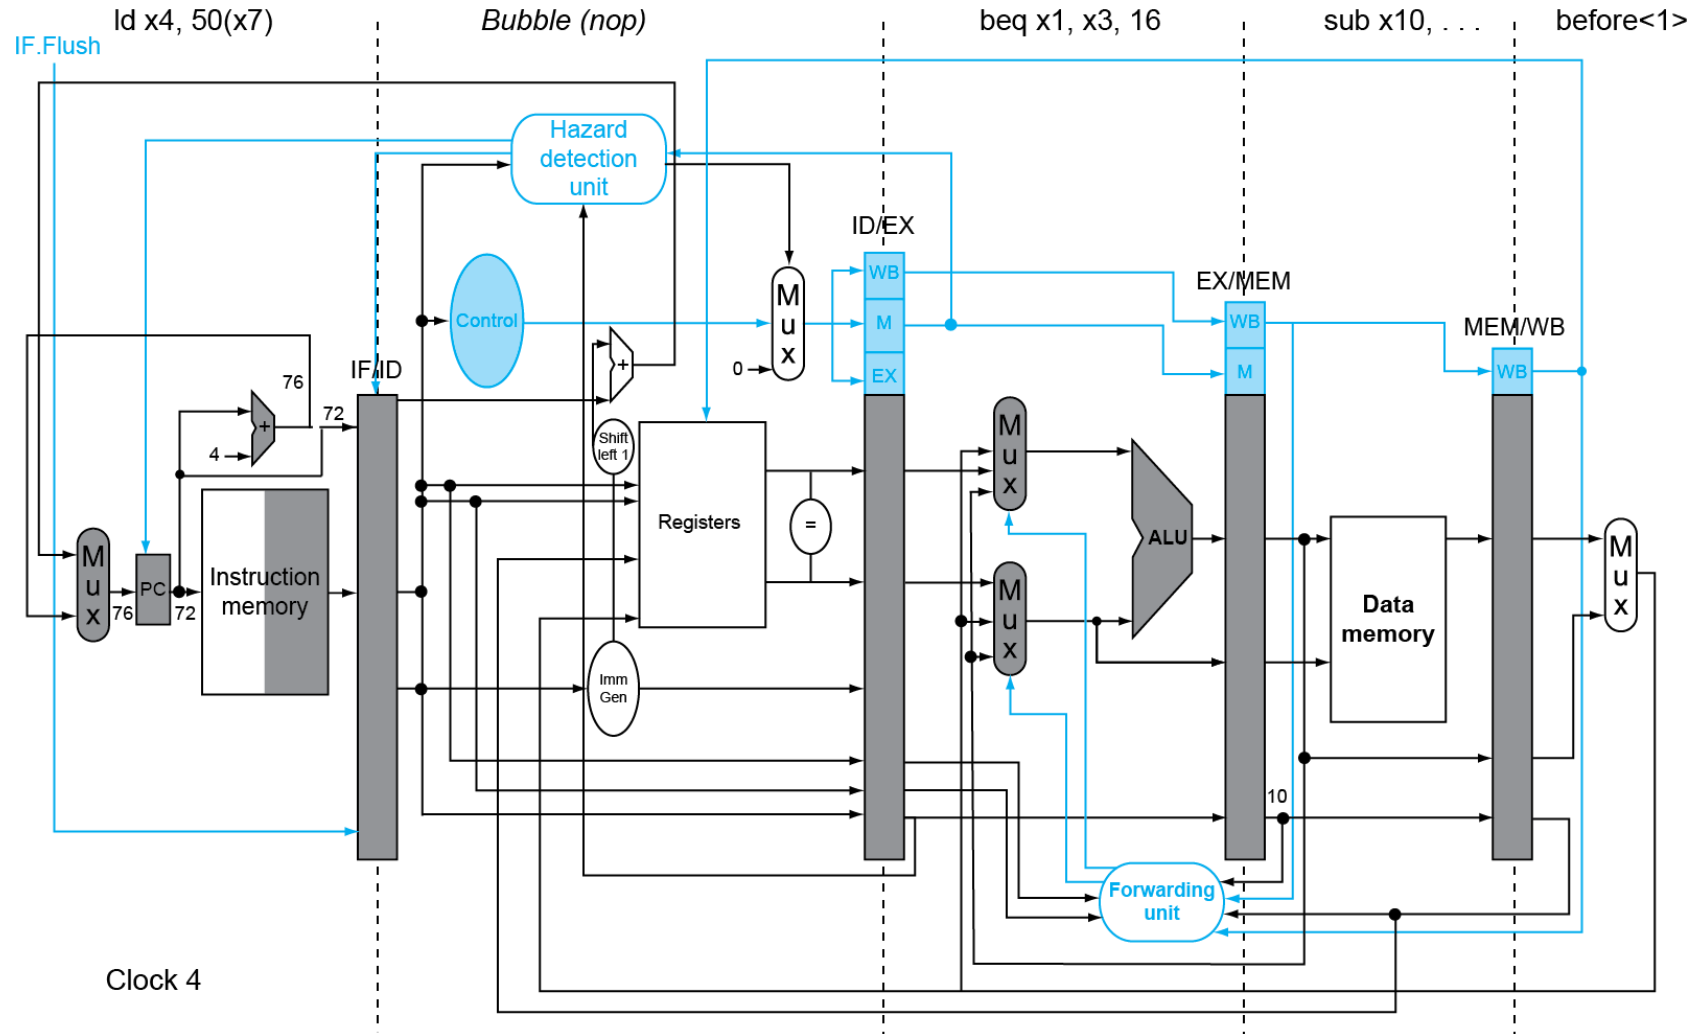 ld x4, 50(x7)
Bubble (nop)
beq x1, x3, 16
sub x10, . . .
before<1>
IF.Flush
Hazard
detection
unit
ID/EX
WB
M
EX
EX/MEM
WB
M
MEM/WB
WB
Control
M
u
x
0
+
IF/ID
76
72
4
+
Shift
left 1
Registers
=
M
u
x
M
u
x
ALU
M
u
x
76
PC
72
Instruction
memory
Data
memory
M
u
x
Imm
Gen
10
Forwarding
unit
Clock 4